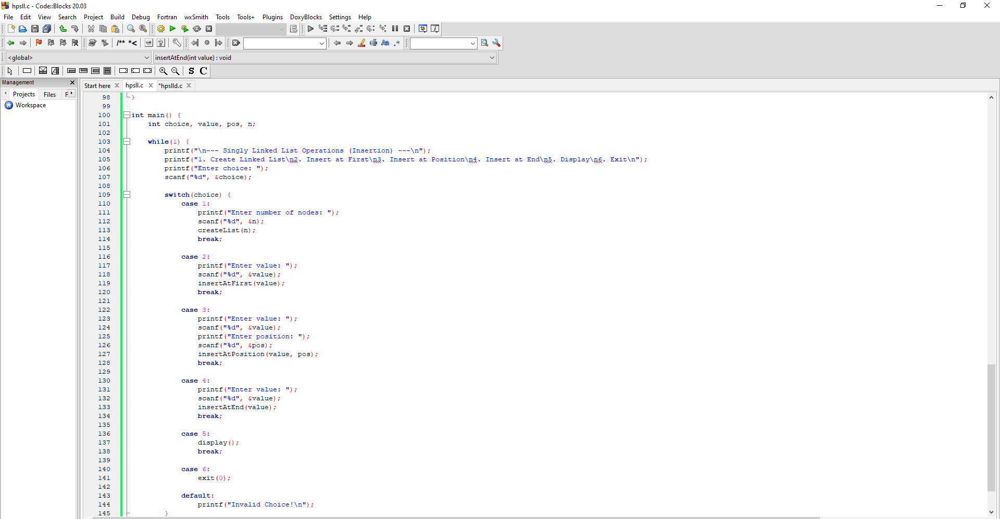 hpsll.c - Code::Blocks 20.03
File Edit View Search Project Build Debug Fortran wxSmith Tools Tools+ Plugins DoxyBlocks Settings Help
/** *<
<global> insertAtEnd(int value) : void
S C
Management
Start here hpsll.c *hpslld.c
Projects Files
Workspace
98 }
99
100 int main() {
101 int choice, value, pos, n;
102
103 while(1) {
104 printf("\n--- Singly Linked List Operations (Insertion) ---\n");
105 printf("1. Create Linked List\n2. Insert at First\n3. Insert at Position\n4. Insert at End\n5. Display\n6. Exit\n");
106 printf("Enter choice: ");
107 scanf("%d", &choice);
108
109 switch(choice) {
110 case 1:
111 printf("Enter number of nodes: ");
112 scanf("%d", &n);
113 createList(n);
114 break;
115
116 case 2:
117 printf("Enter value: ");
118 scanf("%d", &value);
119 insertAtFirst(value);
120 break;
121
122 case 3:
123 printf("Enter value: ");
124 scanf("%d", &value);
125 printf("Enter position: ");
126 scanf("%d", &pos);
127 insertAtPosition(value, pos);
128 break;
129
130 case 4:
131 printf("Enter value: ");
132 scanf("%d", &value);
133 insertAtEnd(value);
134 break;
135
136 case 5:
137 display();
138 break;
139
140 case 6:
141 exit(0);
142
143 default:
144 printf("Invalid Choice!\n");
145 }